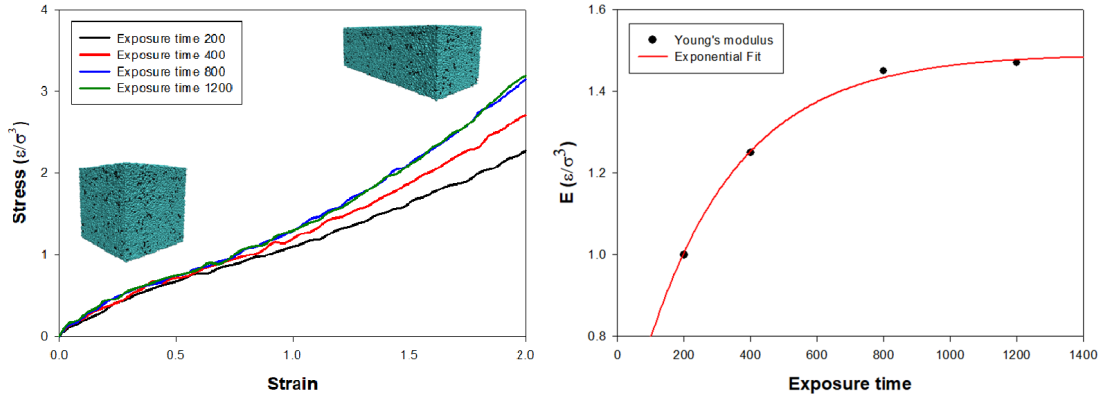 Exposure time 200
Exposure time 400
Exposure time 800
Exposure time 1200
Stress (ε/σ³)
4
3
2
1
0
0.0 0.5 1.0 1.5 2.0
Strain
Young's modulus
Exponential Fit
E (ε/σ³)
1.6
1.4
1.2
1.0
0.8
0 200 400 600 800 1000 1200 1400
Exposure time